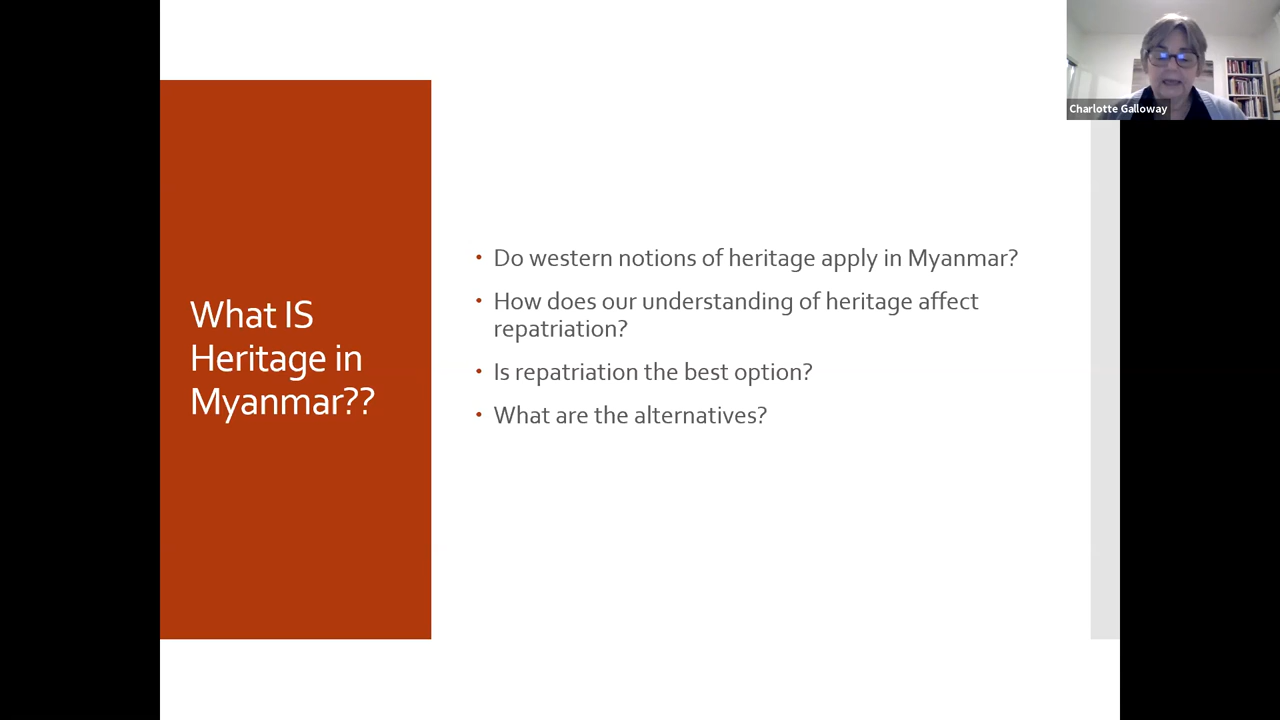 Charlotte Galloway
What IS
Heritage in
Myanmar??
• Do western notions of heritage apply in Myanmar?
• How does our understanding of heritage affect
repatriation?
• Is repatriation the best option?
• What are the alternatives?